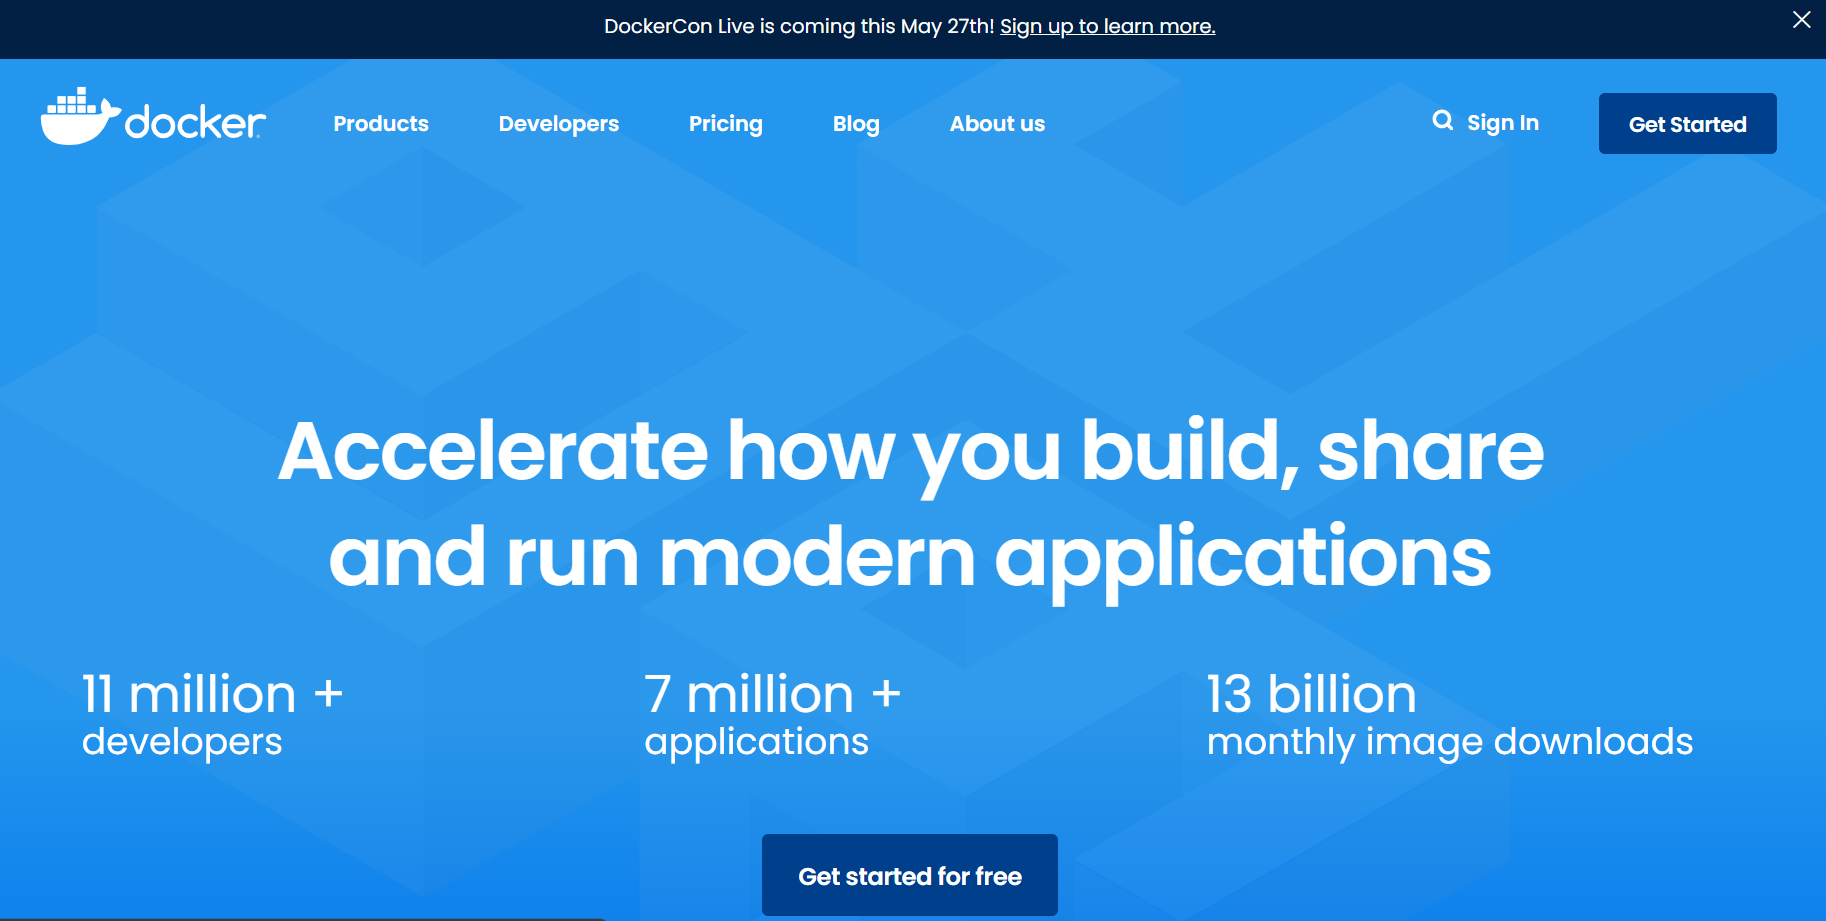 DockerCon Live is coming this May 27th! Sign up to learn more.
docker
Products
Developers
Pricing
Blog
About us
Sign In
Get Started
Accelerate how you build, share
and run modern applications
11 million +
developers
7 million +
applications
13 billion
monthly image downloads
Get started for free